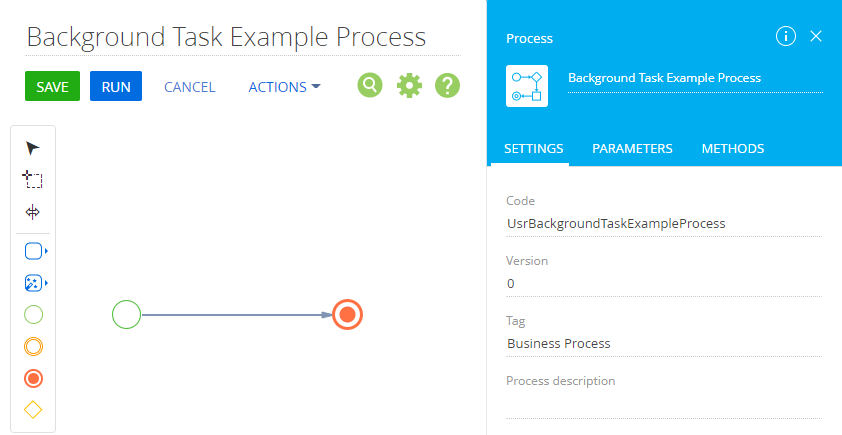 Background Task Example Process
SAVE RUN CANCEL ACTIONS
?
Process
i
Background Task Example Process
SETTINGS PARAMETERS METHODS
Code
UsrBackgroundTaskExampleProcess
Version
0
Tag
Business Process
Process description